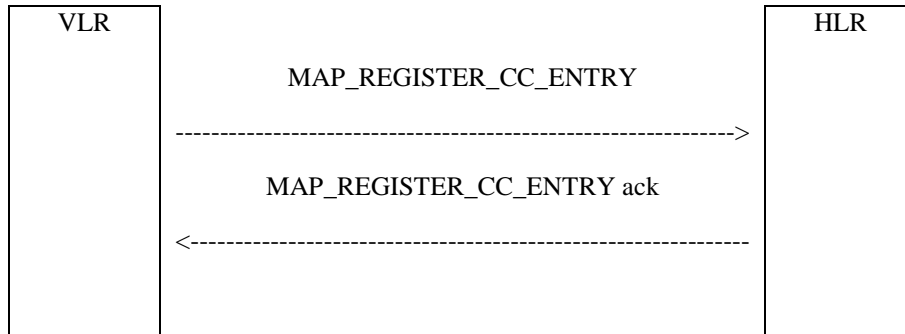 VLR HLR
MAP_REGISTER_CC_ENTRY
----------------------------------------------------------------->
MAP_REGISTER_CC_ENTRY ack
<-----------------------------------------------------------------